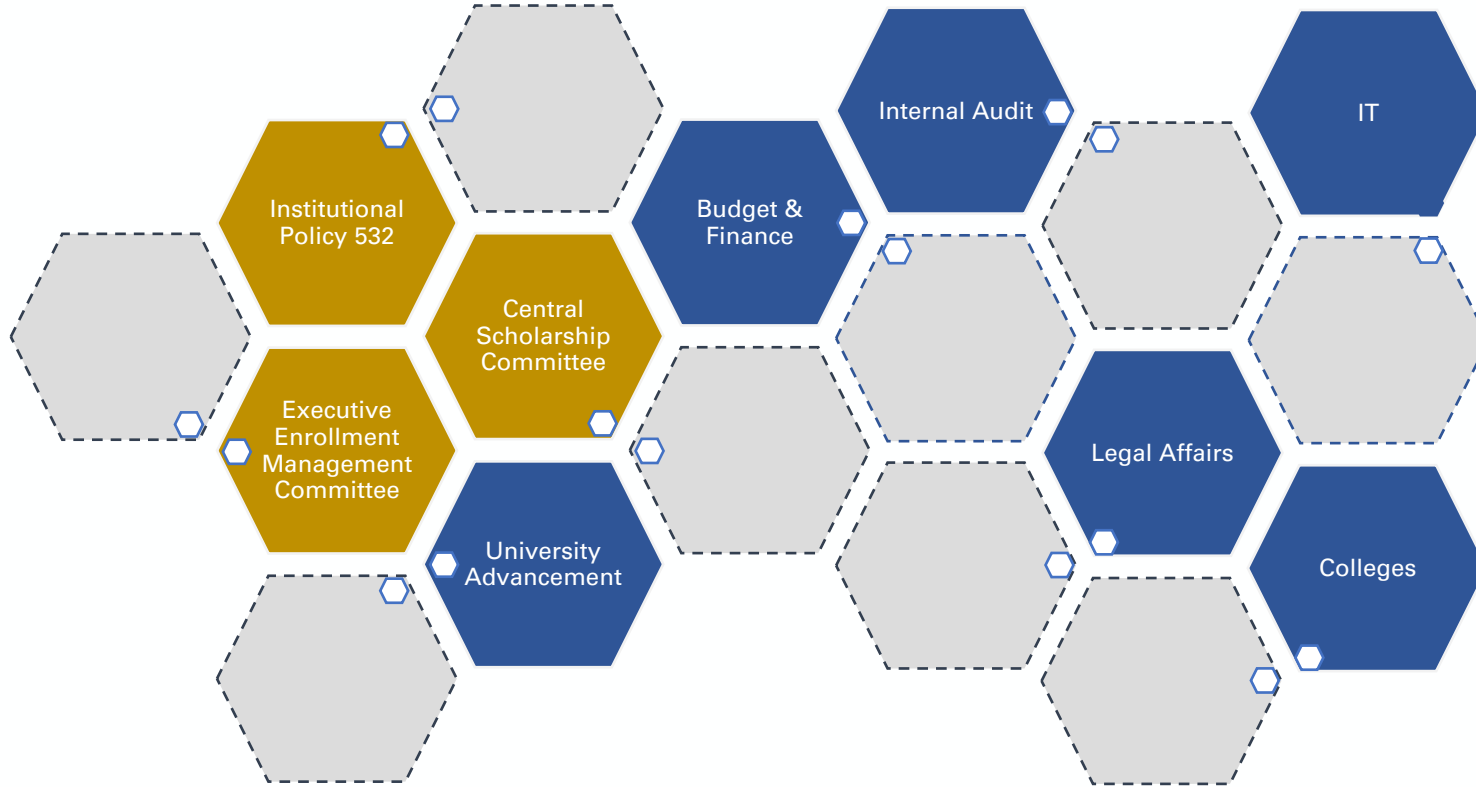 Internal Audit
IT
Institutional
Policy 532
Budget &
Finance
Central
Scholarship
Committee
Executive
Enrollment
Management
Committee
Legal Affairs
University
Advancement
Colleges